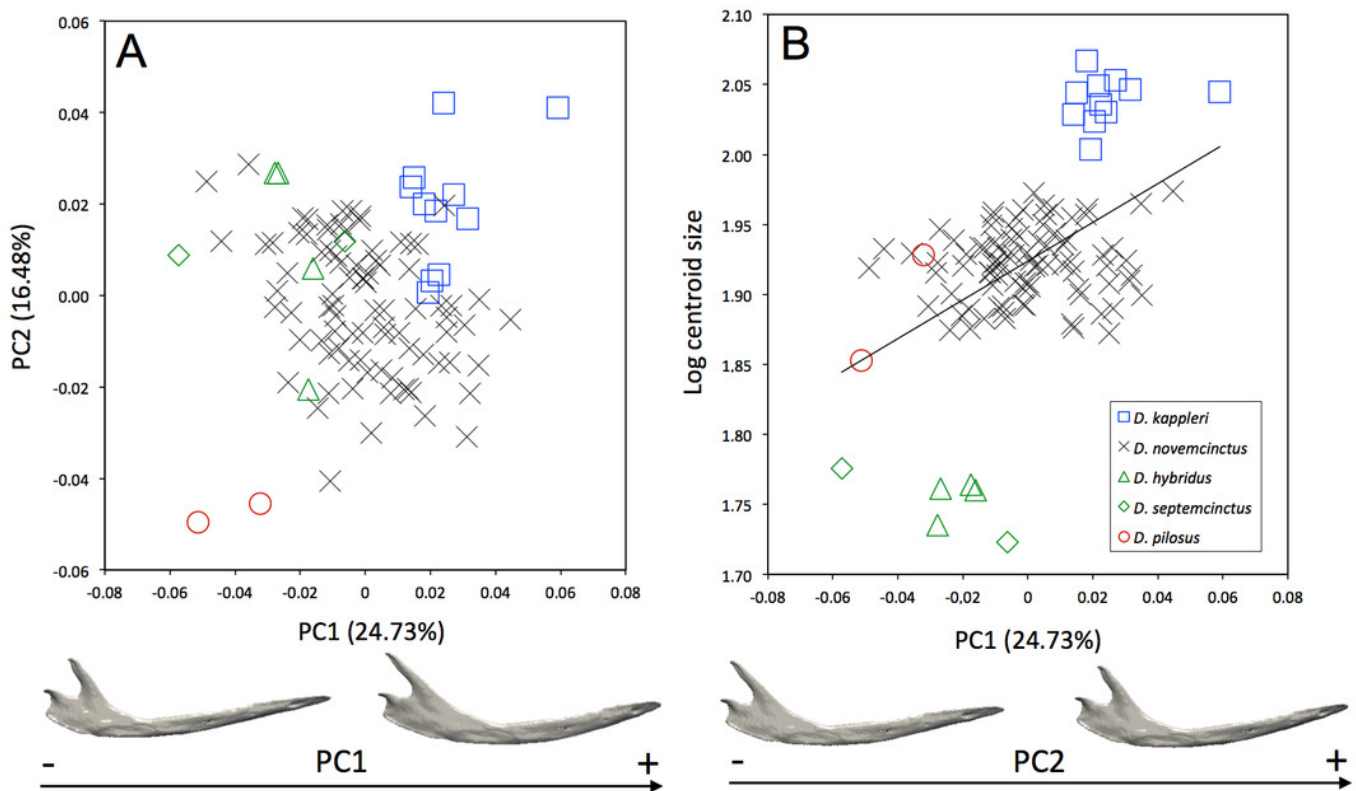 A
PC2 (16.48%)
0.06
0.04
0.02
0.00
-0.02
-0.04
-0.06
-0.08 -0.06 -0.04 -0.02 0 0.02 0.04 0.06 0.08
PC1 (24.73%)
B
Log centroid size
2.10
2.05
2.00
1.95
1.90
1.85
1.80
1.75
1.70
D. kappleri
D. novemcinctus
D. hybridus
D. septemcinctus
D. pilosus
-0.08 -0.06 -0.04 -0.02 0 0.02 0.04 0.06 0.08
PC1 (24.73%)
- PC1 +
- PC2 +